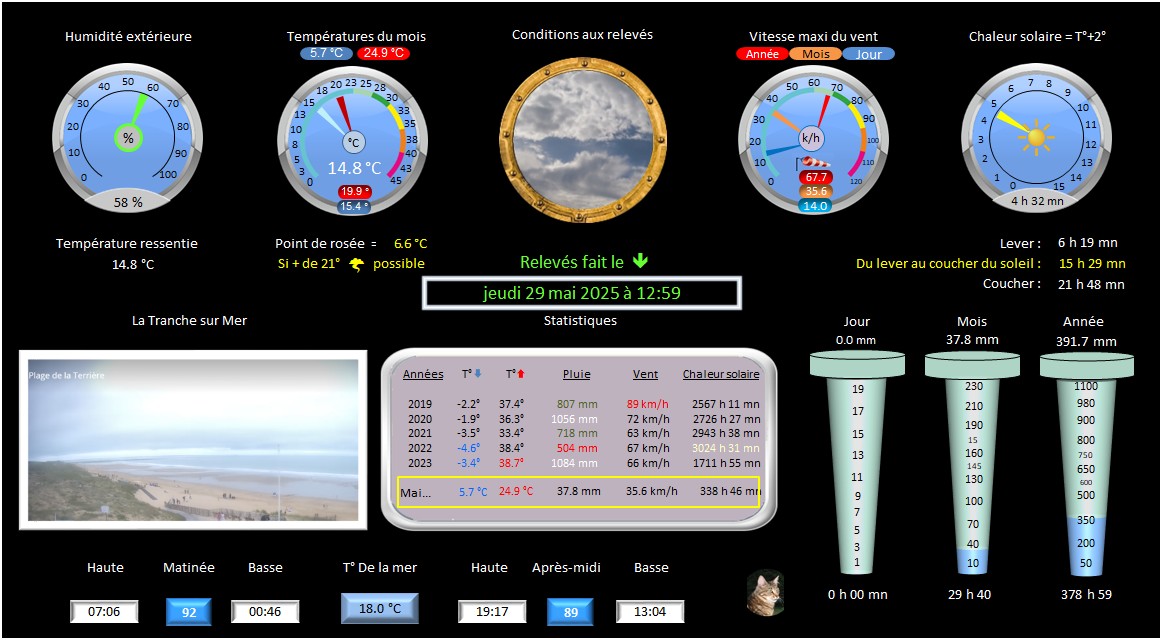 Humidité extérieure
Températures du mois
5.7 °C 24.9 °C
Conditions aux relevés
Vitesse maxi du vent
Année Mois Jour
Chaleur solaire = T°+2°
0 10 20 30 40 50 60 70 80 90 100
%
58 %
0 3 5 8 10 13 15 18 20 23 25 28 30 33 35 38 40 43 45
°C
14.8 °C
19.9 °
15.4 °
0 10 20 30 40 50 60 70 80 90 100 110 120
k/h
67.7
35.6
14.0
0 1 2 3 4 5 6 7 8 9 10 11 12 13 14 15
4 h 32 mn
Température ressentie
14.8 °C
Point de rosée = 6.6 °C
Si + de 21° possible
Relevés fait le
jeudi 29 mai 2025 à 12:59
Lever : 6 h 19 mn
Du lever au coucher du soleil : 15 h 29 mn
Coucher : 21 h 48 mn
La Tranche sur Mer
Plage de la Terrière
Statistiques
Années T° T° Pluie Vent Chaleur solaire
2019 -2.2° 37.4° 807 mm 89 km/h 2567 h 11 mn
2020 -1.9° 36.3° 1056 mm 72 km/h 2726 h 27 mn
2021 -3.5° 33.4° 718 mm 63 km/h 2943 h 38 mn
2022 -4.6° 38.4° 504 mm 67 km/h 3024 h 31 mn
2023 -3.4° 38.7° 1084 mm 66 km/h 1711 h 55 mn
Mai... 5.7 °C 24.9 °C 37.8 mm 35.6 km/h 338 h 46 mn
Jour
0.0 mm
19
17
15
13
11
9
7
5
3
1
0 h 00 mn
Mois
37.8 mm
230
210
190
15
160
145
130
100
70
40
10
29 h 40
Année
391.7 mm
1100
980
900
800
750
650
600
500
350
200
50
378 h 59
Haute Matinée Basse
07:06 92 00:46
T° De la mer
18.0 °C
Haute Après-midi Basse
19:17 89 13:04